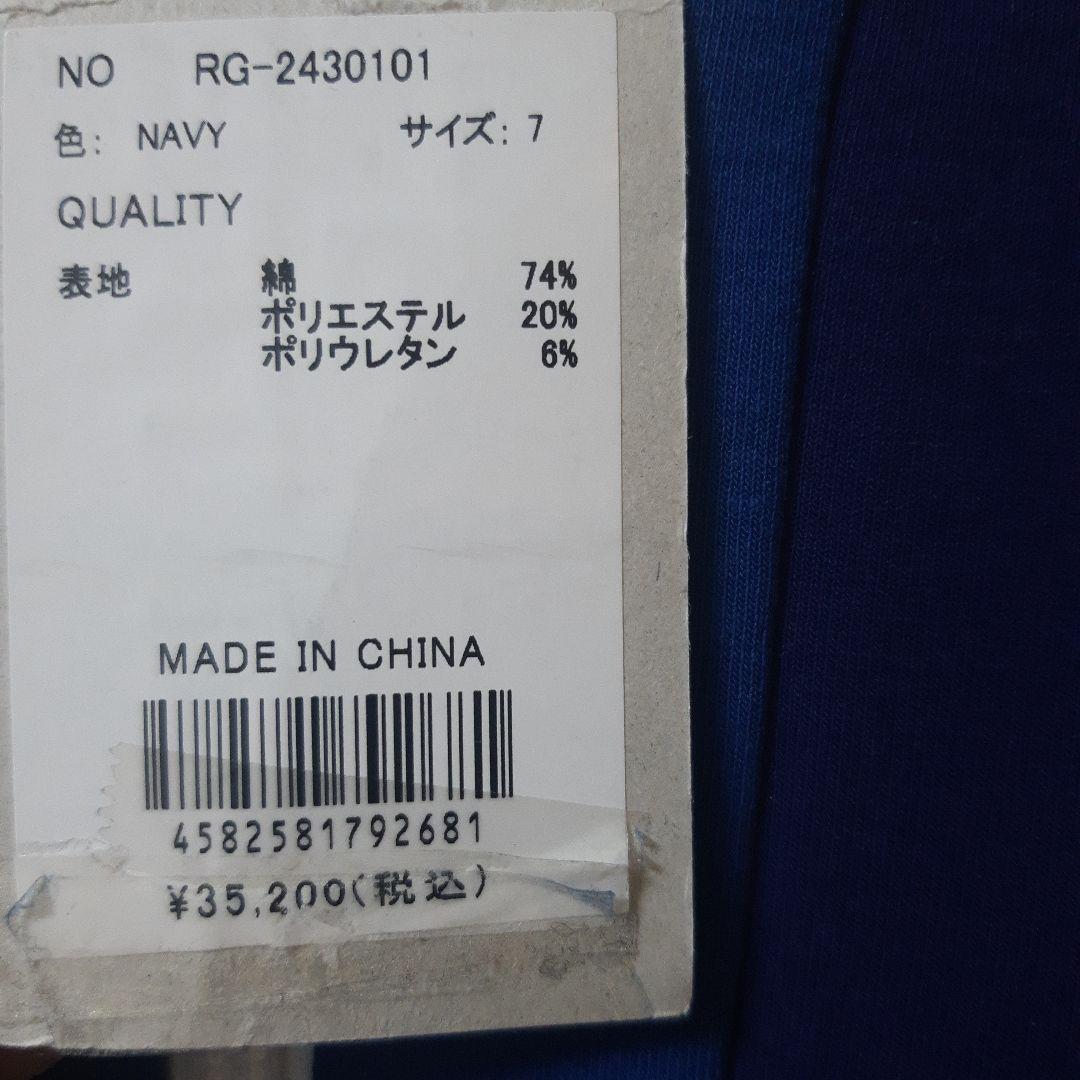 NO RG-2430101
色: NAVY サイズ: 7
QUALITY
表地 綿 74%
ポリエステル 20%
ポリウレタン 6%
MADE IN CHINA
4582581792681
¥35,200(税込)